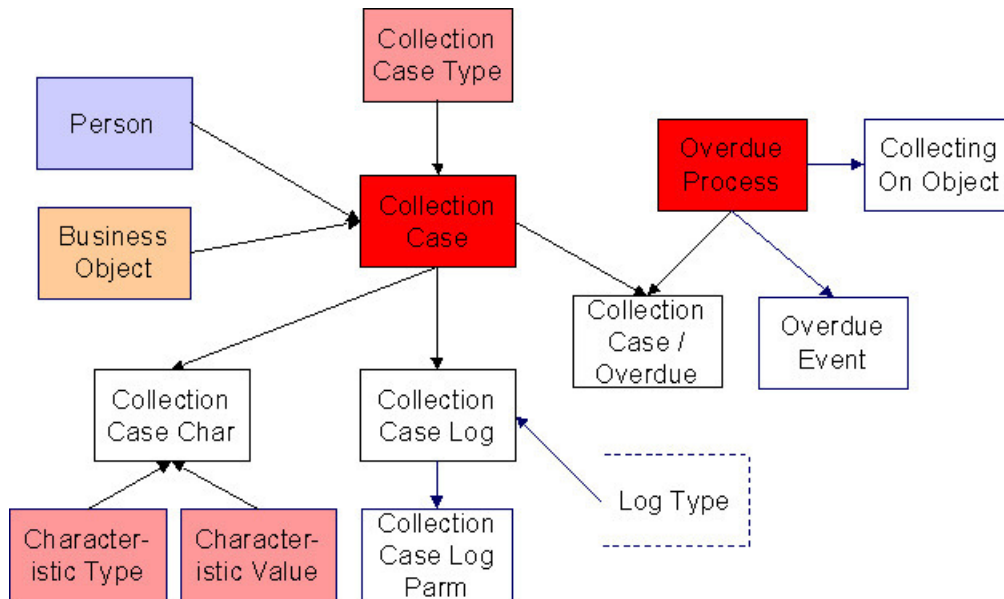 Collection
Case Type
Person
Overdue
Process
Collecting
On Object
Collection
Case
Business
Object
Collection
Case /
Overdue
Overdue
Event
Collection
Case Char
Collection
Case Log
Log Type
Character-
istic Type
Character-
istic Value
Collection
Case Log
Parm